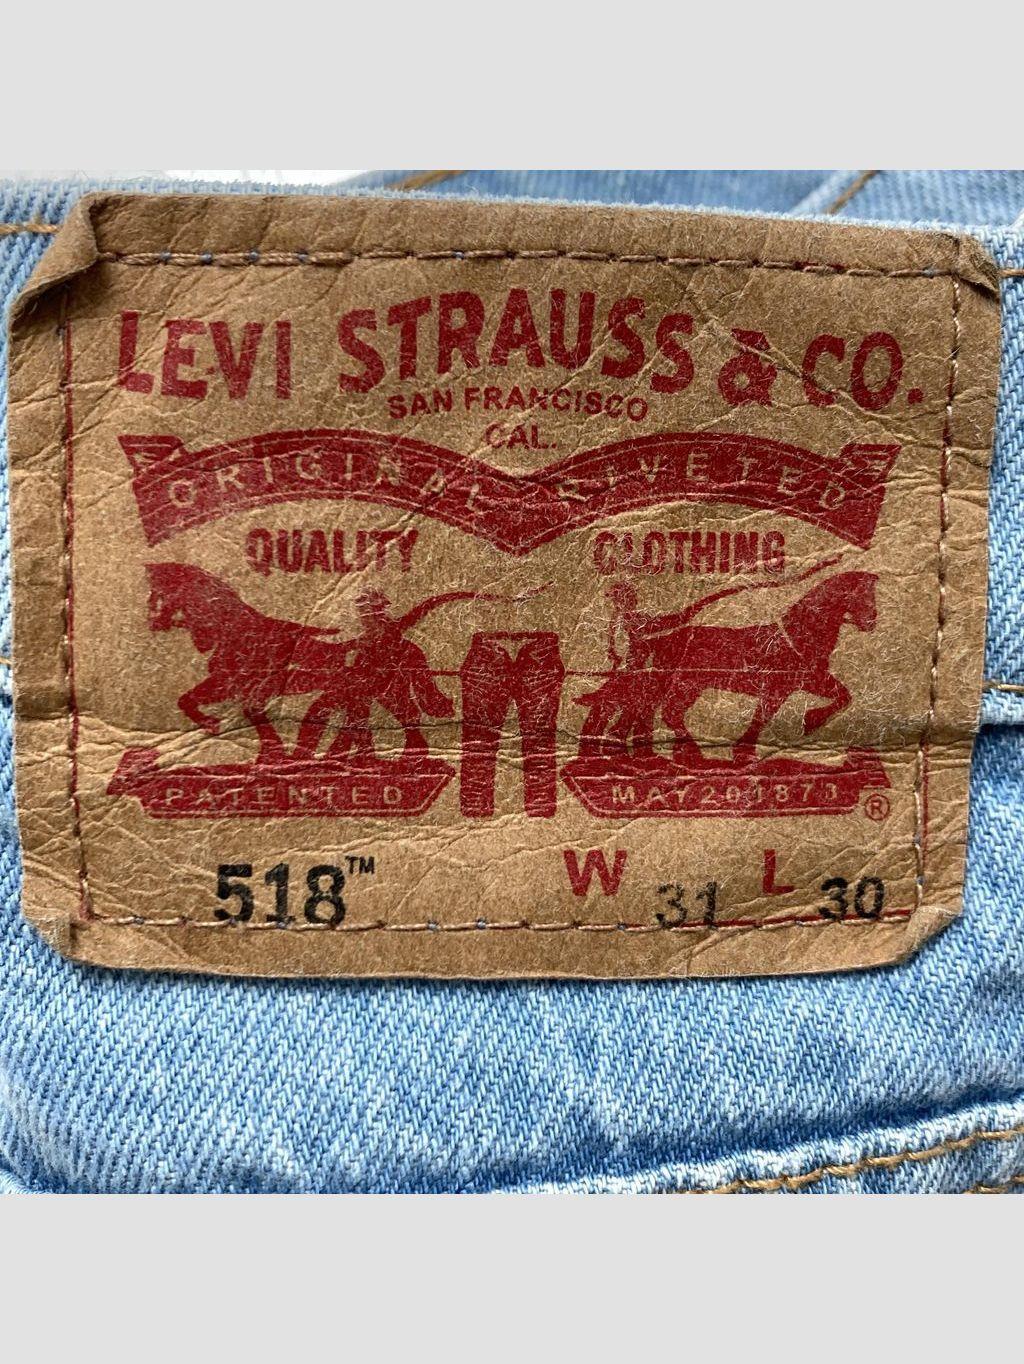 LEVI STRAUSS & CO.
SAN FRANCISCO
CAL.
ORIGINAL RIVETED
QUALITY CLOTHING
PATENTED MAY 20 1873 ®
518™ W 31 L 30